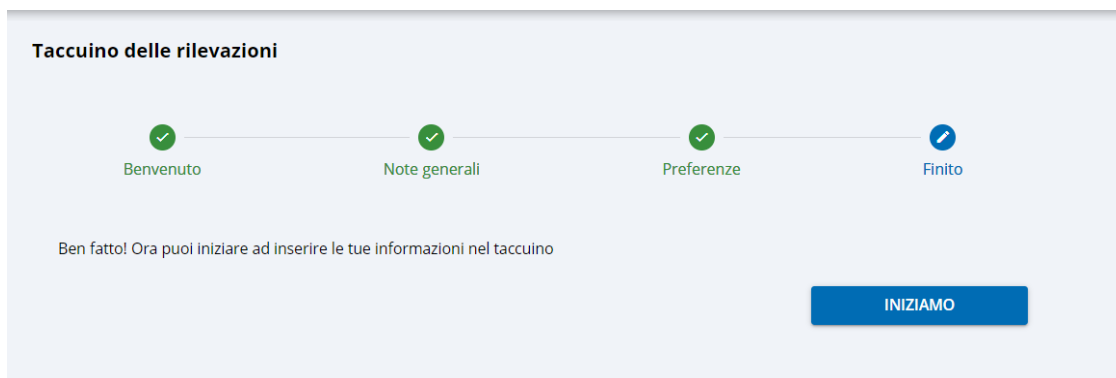 Taccuino delle rilevazioni
Benvenuto Note generali Preferenze Finito
Ben fatto! Ora puoi iniziare ad inserire le tue informazioni nel taccuino
INIZIAMO